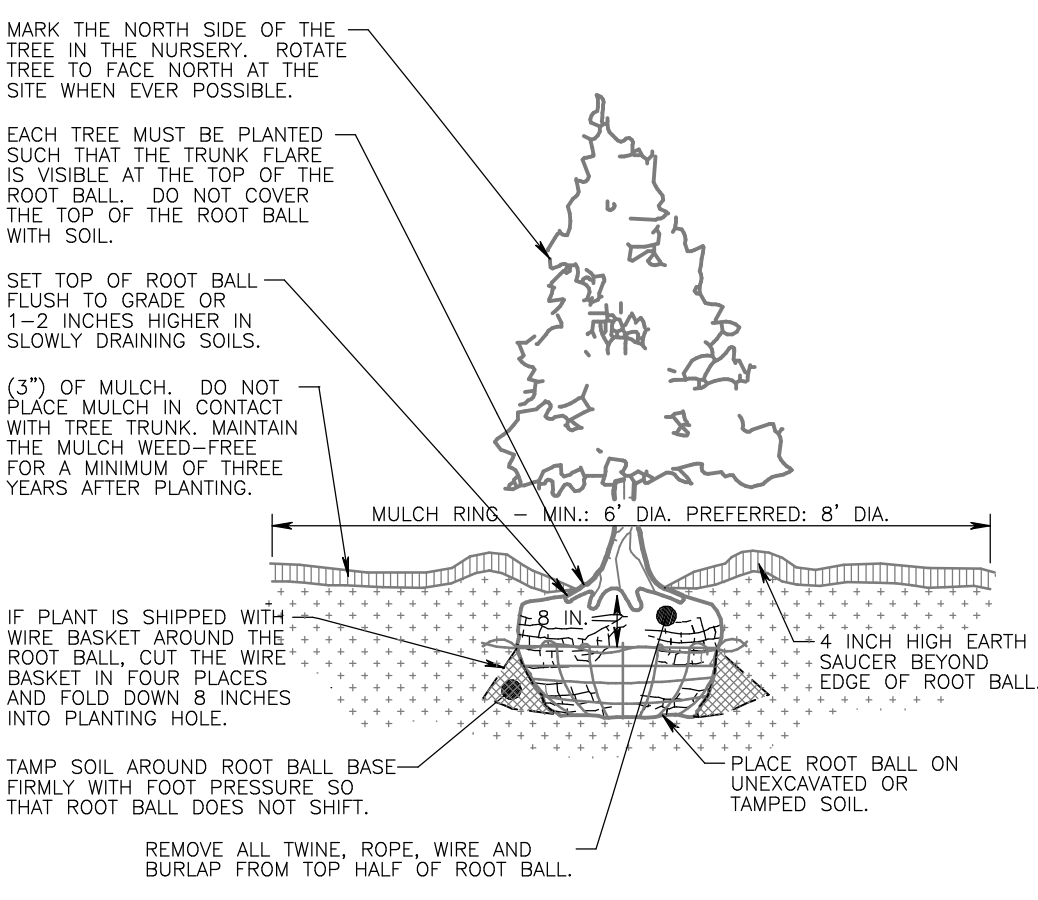 MARK THE NORTH SIDE OF THE
TREE IN THE NURSERY. ROTATE
TREE TO FACE NORTH AT THE
SITE WHEN EVER POSSIBLE.
EACH TREE MUST BE PLANTED
SUCH THAT THE TRUNK FLARE
IS VISIBLE AT THE TOP OF THE
ROOT BALL. DO NOT COVER
THE TOP OF THE ROOT BALL
WITH SOIL.
SET TOP OF ROOT BALL
FLUSH TO GRADE OR
1-2 INCHES HIGHER IN
SLOWLY DRAINING SOILS.
(3") OF MULCH. DO NOT
PLACE MULCH IN CONTACT
WITH TREE TRUNK. MAINTAIN
THE MULCH WEED-FREE
FOR A MINIMUM OF THREE
YEARS AFTER PLANTING.
MULCH RING - MIN.: 6' DIA. PREFERRED: 8' DIA.
8 IN.
IF PLANT IS SHIPPED WITH
WIRE BASKET AROUND THE
ROOT BALL, CUT THE WIRE
BASKET IN FOUR PLACES
AND FOLD DOWN 8 INCHES
INTO PLANTING HOLE.
4 INCH HIGH EARTH
SAUCER BEYOND
EDGE OF ROOT BALL.
TAMP SOIL AROUND ROOT BALL BASE
FIRMLY WITH FOOT PRESSURE SO
THAT ROOT BALL DOES NOT SHIFT.
PLACE ROOT BALL ON
UNEXCAVATED OR
TAMPED SOIL.
REMOVE ALL TWINE, ROPE, WIRE AND
BURLAP FROM TOP HALF OF ROOT BALL.